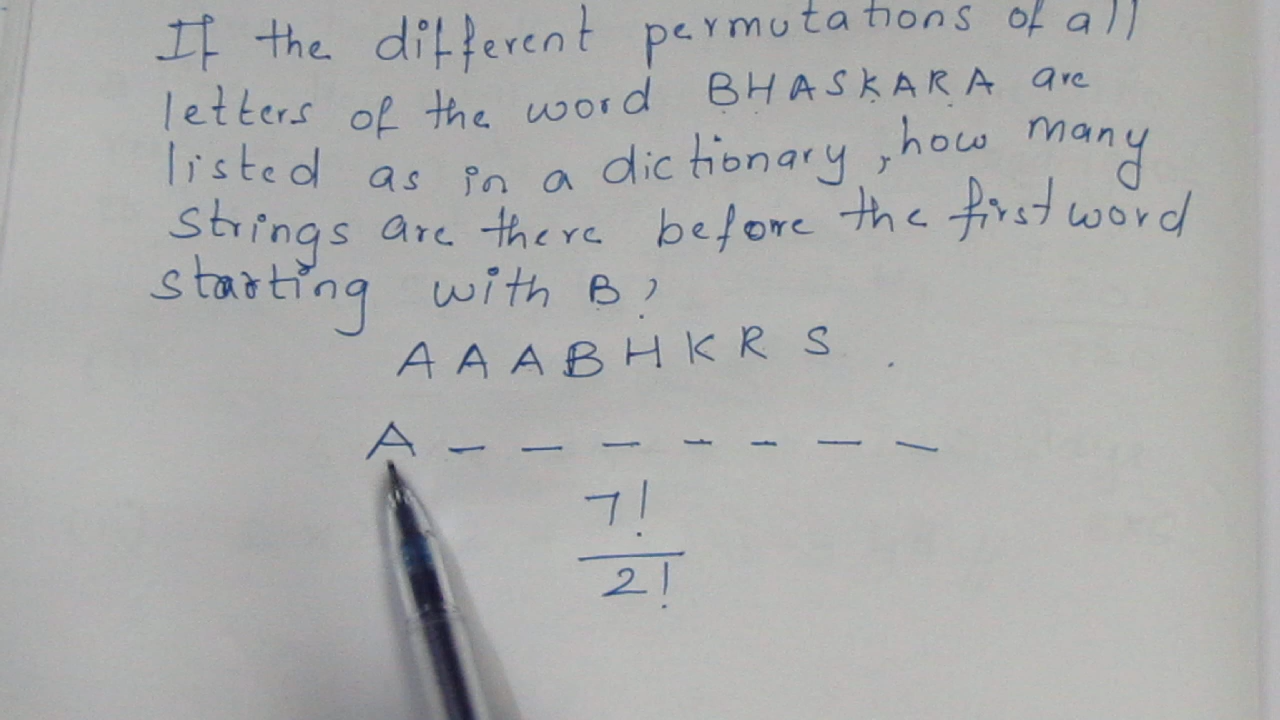 If the different permutations of all
letters of the word BHASKARA are
listed as in a dictionary, how many
strings are there before the first word
starting with B?
A A A B H K R S .
A _ _ _ _ _ _ _
7!
2!